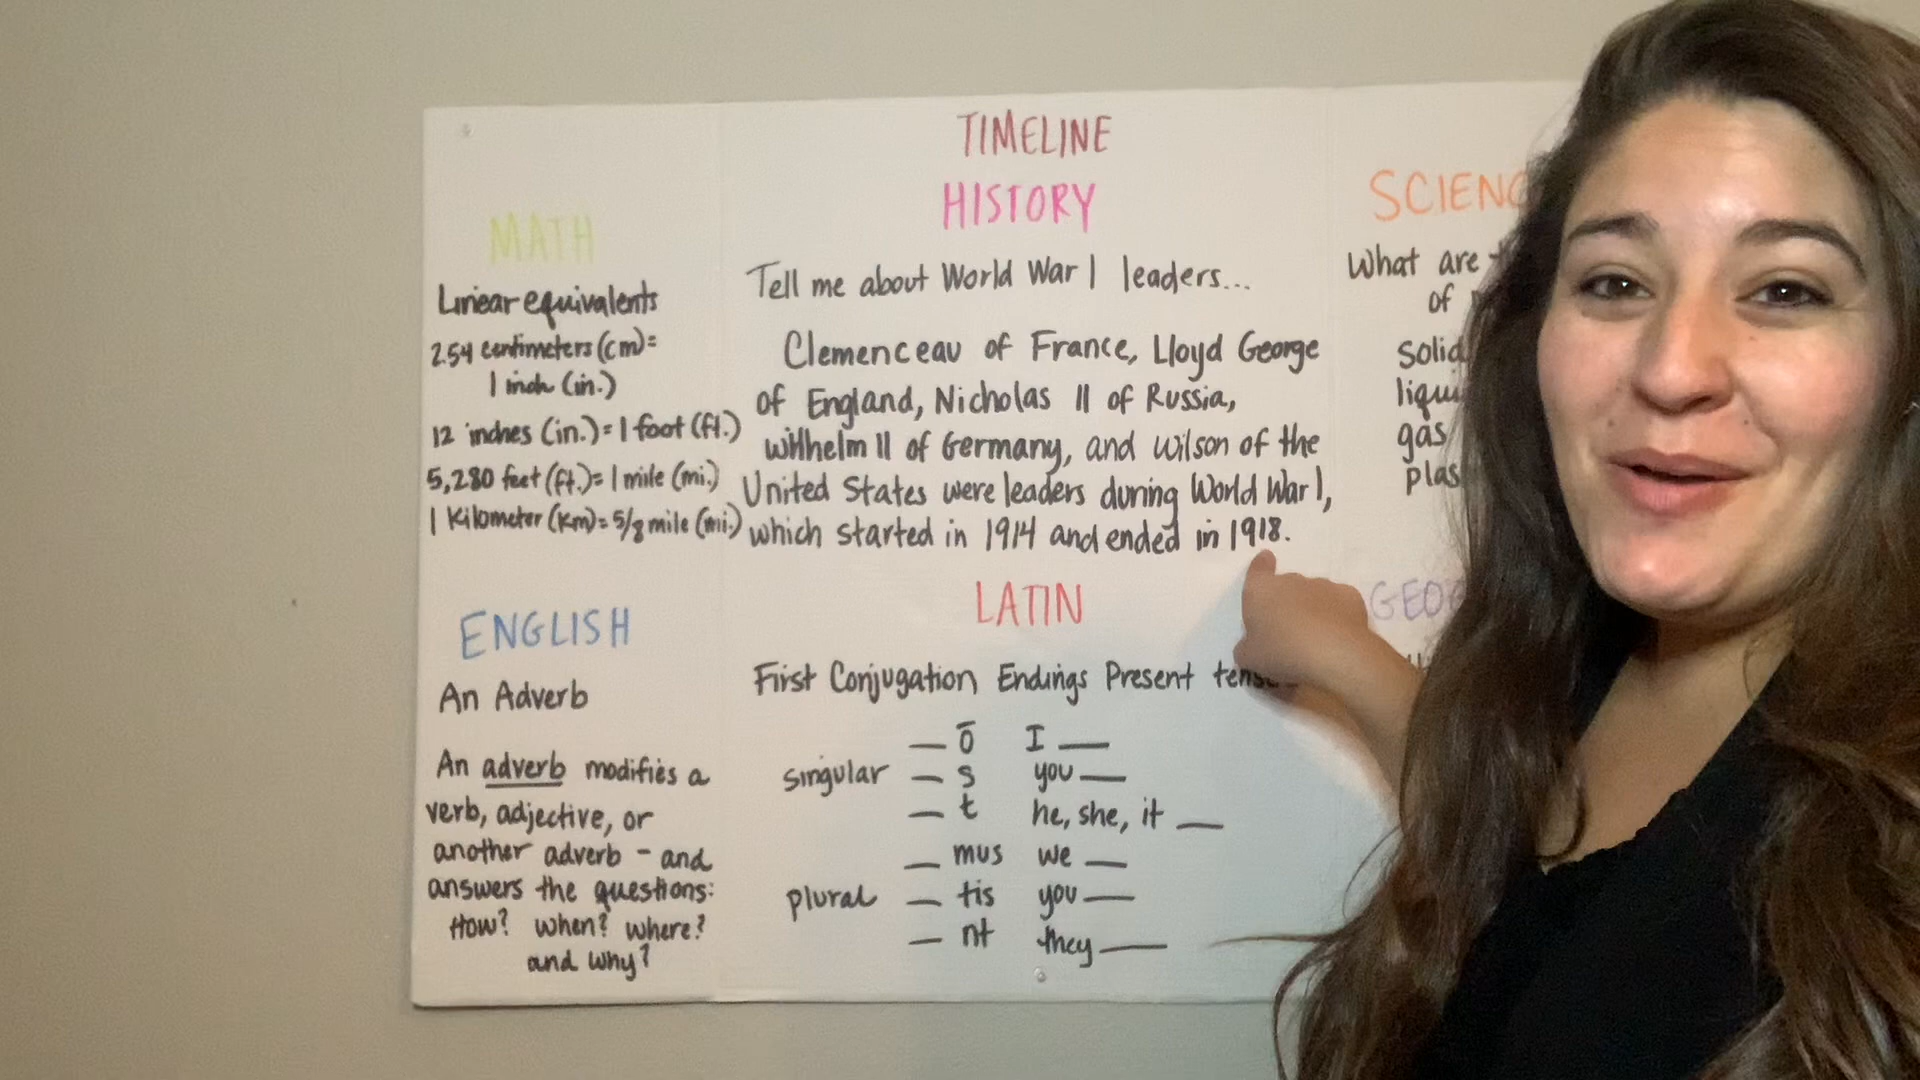 TIMELINE
HISTORY
Tell me about World War I leaders...
Clemenceau of France, Lloyd George
of England, Nicholas II of Russia,
Wilhelm II of Germany, and Wilson of the
United States were leaders during World War I,
which started in 1914 and ended in 1918.
MATH
Linear equivalents
2.54 centimeters (cm) =
1 inch (in.)
12 inches (in.) = 1 foot (ft.)
5,280 feet (ft.) = 1 mile (mi.)
1 Kilometer (km) = 5/8 mile (mi.)
SCIENC
What are
of
solid
liqui
gas
plas
ENGLISH
An Adverb
An adverb modifies a
verb, adjective, or
another adverb - and
answers the questions:
How? when? where?
and why?
LATIN
First Conjugation Endings Present tense
singular
_ ō I _
_ s you _
_ t he, she, it _
plural
_ mus we _
_ tis you _
_ nt they _
GEOG